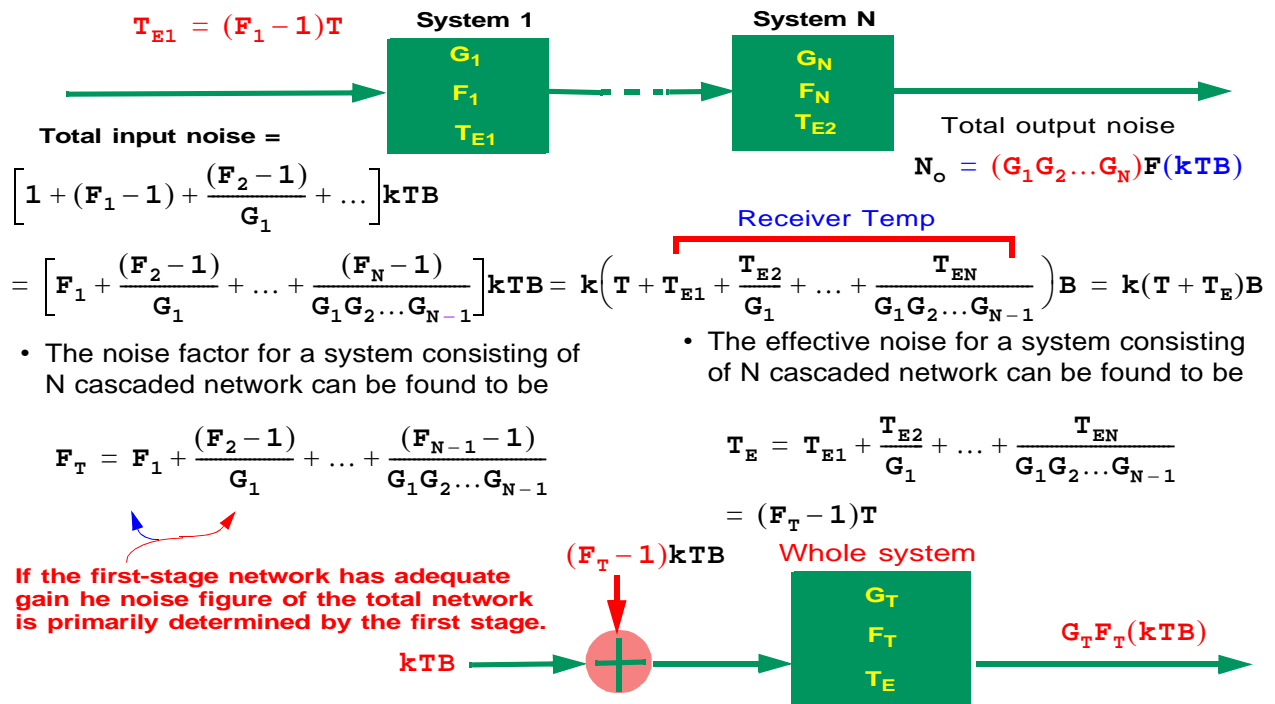 T_E1 = (F_1 − 1)T
System 1
System N
G_1
F_1
T_E1
G_N
F_N
T_E2
Total input noise =
[1 + (F_1 − 1) + (F_2 − 1)/G_1 + …]kTB
Total output noise
N_o = (G_1G_2…G_N)F(kTB)
Receiver Temp
= [F_1 + (F_2 − 1)/G_1 + … + (F_N − 1)/(G_1G_2…G_N−1)]kTB = k(T + T_E1 + T_E2/G_1 + … + T_EN/(G_1G_2…G_N−1))B = k(T + T_E)B
• The noise factor for a system consisting of
N cascaded network can be found to be
F_T = F_1 + (F_2 − 1)/G_1 + … + (F_N−1 − 1)/(G_1G_2…G_N−1)
• The effective noise for a system consisting
of N cascaded network can be found to be
T_E = T_E1 + T_E2/G_1 + … + T_EN/(G_1G_2…G_N−1)
= (F_T − 1)T
If the first-stage network has adequate
gain he noise figure of the total network
is primarily determined by the first stage.
(F_T − 1)kTB
Whole system
kTB
+
G_T
F_T
T_E
G_TF_T(kTB)